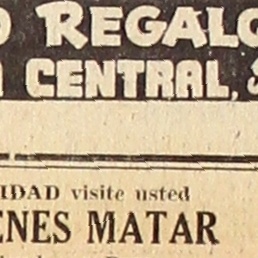 O REGALO
CENTRAL,
IDAD visite usted
ENES MATAR